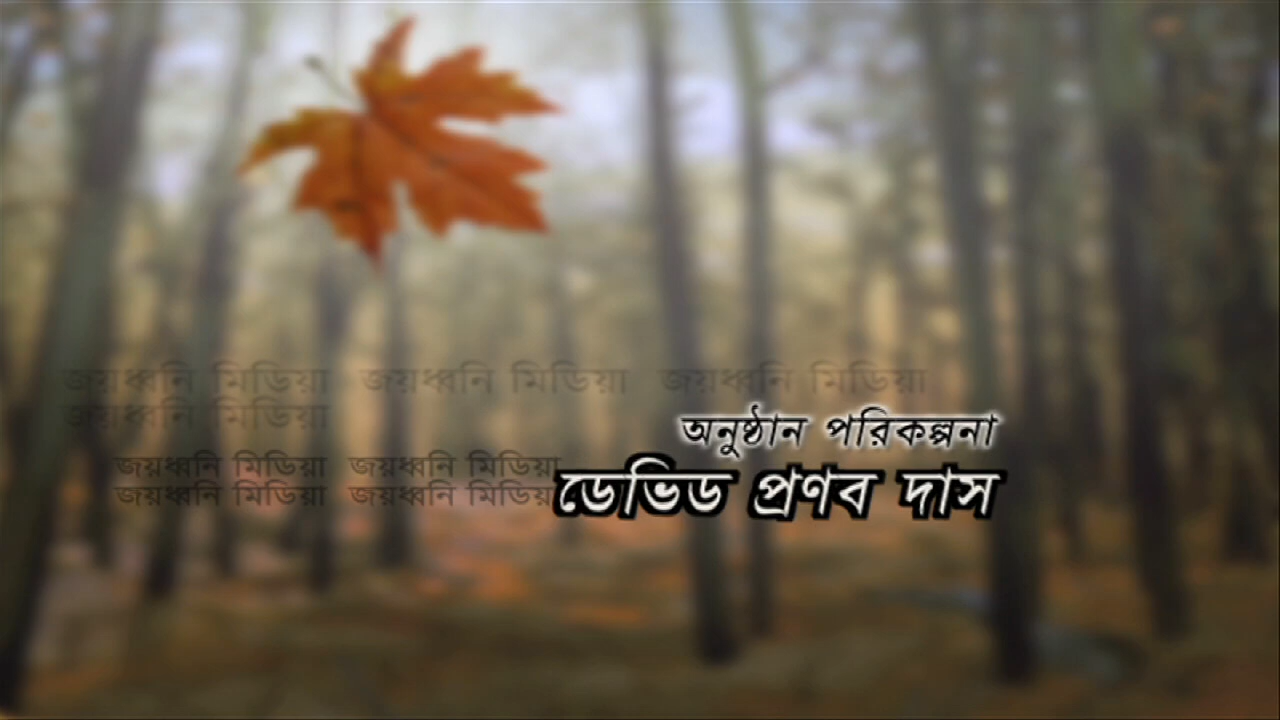 জয়ধ্বনি মিডিয়া জয়ধ্বনি মিডিয়া জয়ধ্বনি মিডিয়া
জয়ধ্বনি মিডিয়া
অনুষ্ঠান পরিকল্পনা
জয়ধ্বনি মিডিয়া জয়ধ্বনি মিডিয়া
জয়ধ্বনি মিডিয়া জয়ধ্বনি মিডিয়া
ডেভিড প্রণব দাস